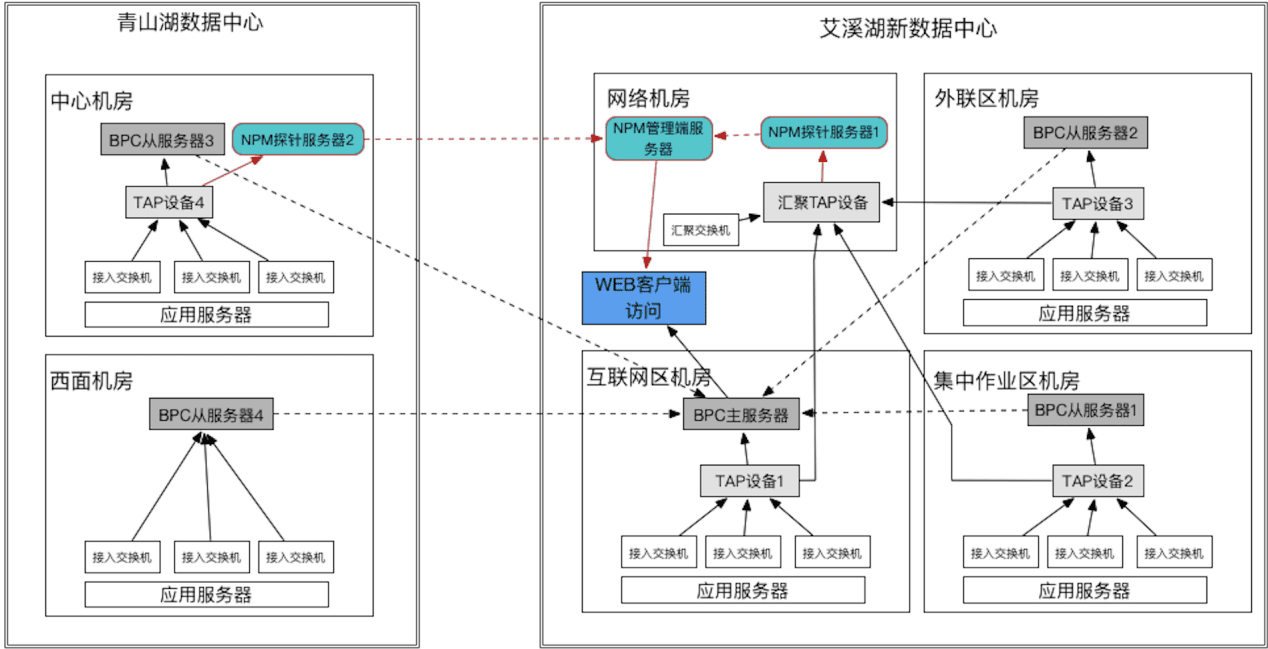 青山湖数据中心
中心机房
BPC从服务器3
NPM探针服务器2
TAP设备4
接入交换机
接入交换机
接入交换机
应用服务器
西面机房
BPC从服务器4
接入交换机
接入交换机
接入交换机
应用服务器
艾溪湖新数据中心
网络机房
NPM管理端服
务器
NPM探针服务器1
汇聚TAP设备
汇聚交换机
WEB客户端
访问
外联区机房
BPC从服务器2
TAP设备3
接入交换机
接入交换机
接入交换机
应用服务器
互联网区机房
BPC主服务器
TAP设备1
接入交换机
接入交换机
接入交换机
应用服务器
集中作业区机房
BPC从服务器1
TAP设备2
接入交换机
接入交换机
接入交换机
应用服务器